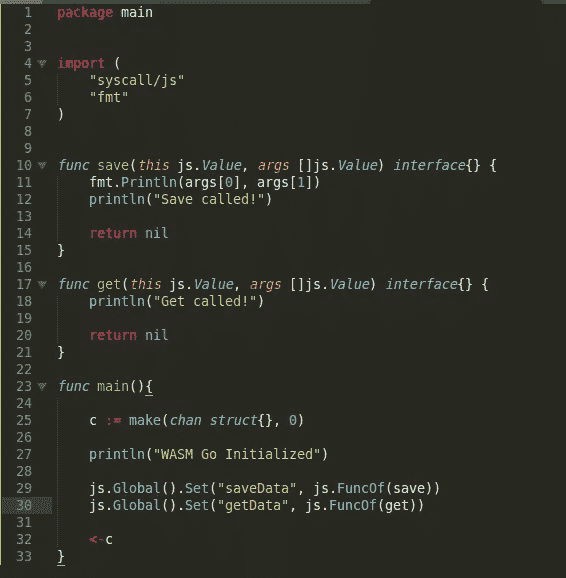 1 package main
2
3
4 import (
5 "syscall/js"
6 "fmt"
7 )
8
9
10 func save(this js.Value, args []js.Value) interface{} {
11 fmt.Println(args[0], args[1])
12 println("Save called!")
13
14 return nil
15 }
16
17 func get(this js.Value, args []js.Value) interface{} {
18 println("Get called!")
19
20 return nil
21 }
22
23 func main(){
24
25 c := make(chan struct{}, 0)
26
27 println("WASM Go Initialized")
28
29 js.Global().Set("saveData", js.FuncOf(save))
30 js.Global().Set("getData", js.FuncOf(get))
31
32 <-c
33 }